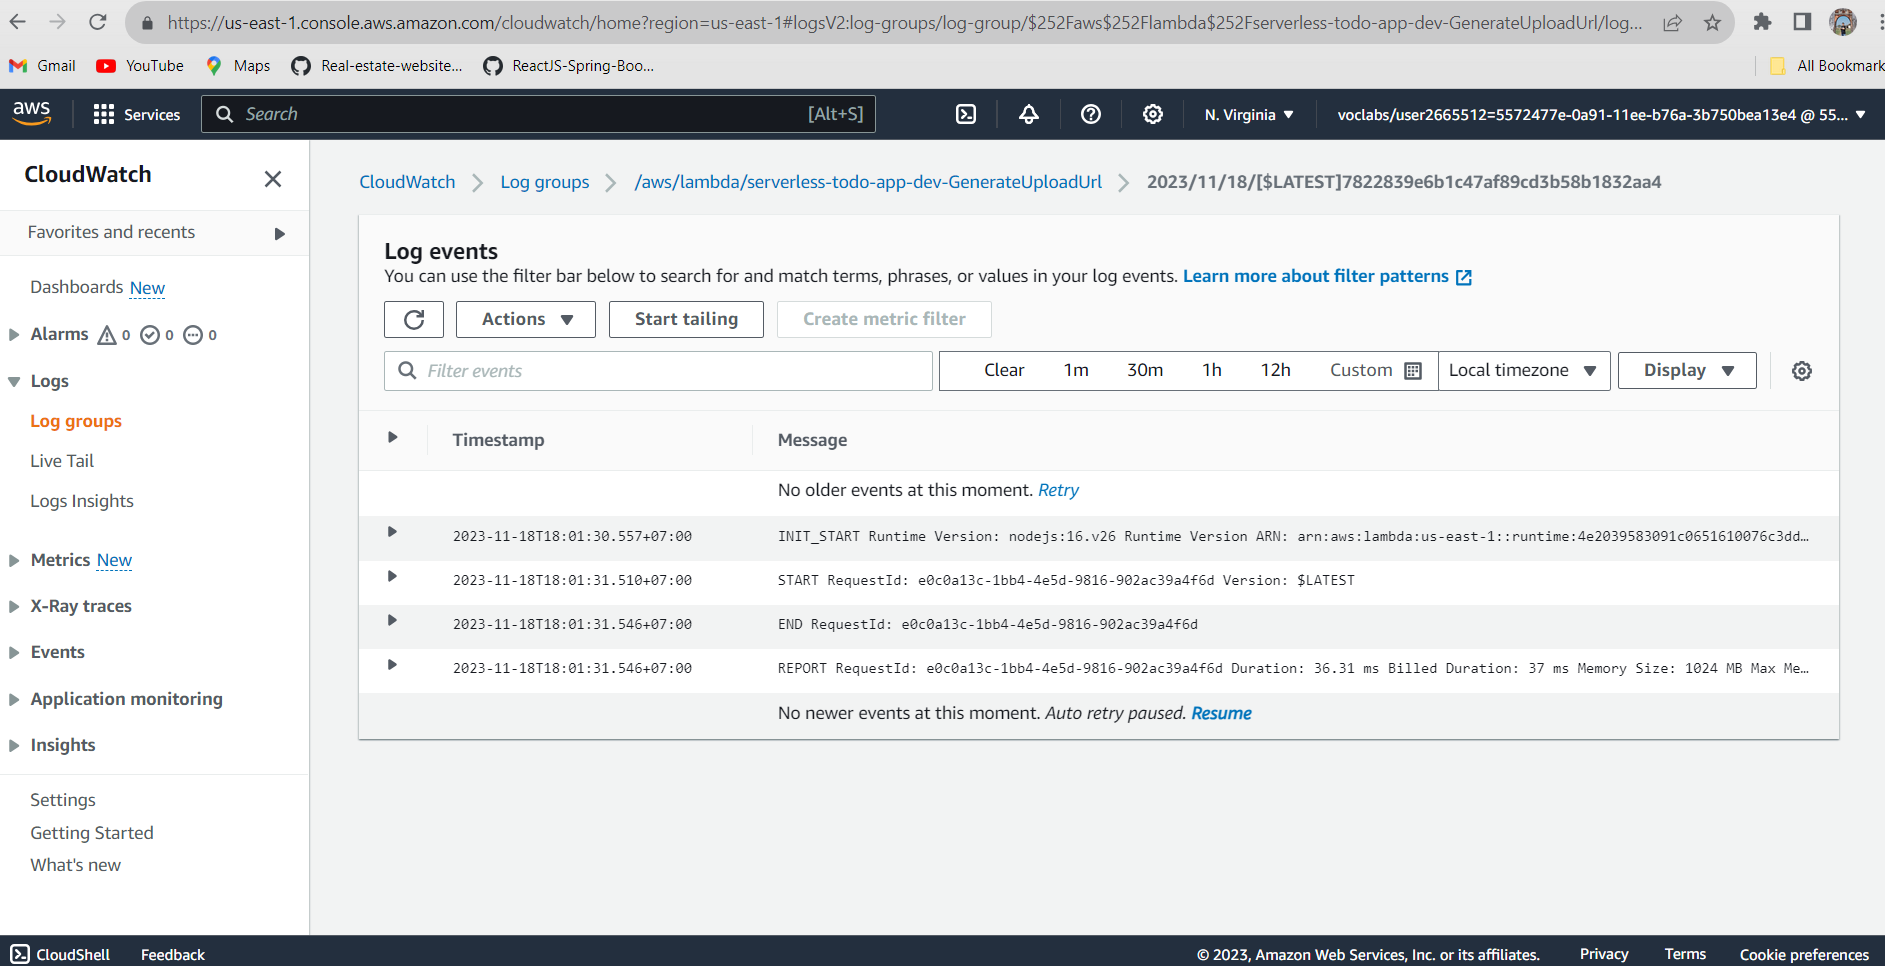 https://us-east-1.console.aws.amazon.com/cloudwatch/home?region=us-east-1#logsV2:log-groups/log-group/$252Faws$252Flambda$252Fserverless-todo-app-dev-GenerateUploadUrl/log...
Gmail YouTube Maps Real-estate-website... ReactJS-Spring-Boo... All Bookmark
aws Services Search [Alt+S] N. Virginia voclabs/user2665512=5572477e-0a91-11ee-b76a-3b750bea13e4 @ 55...
CloudWatch
Favorites and recents
Dashboards New
Alarms 0 0 0
Logs
Log groups
Live Tail
Logs Insights
Metrics New
X-Ray traces
Events
Application monitoring
Insights
Settings
Getting Started
What's new
CloudWatch Log groups /aws/lambda/serverless-todo-app-dev-GenerateUploadUrl 2023/11/18/[$LATEST]7822839e6b1c47af89cd3b58b1832aa4
Log events
You can use the filter bar below to search for and match terms, phrases, or values in your log events. Learn more about filter patterns
Actions Start tailing Create metric filter
Filter events Clear 1m 30m 1h 12h Custom Local timezone Display
Timestamp Message
No older events at this moment. Retry
2023-11-18T18:01:30.557+07:00 INIT_START Runtime Version: nodejs:16.v26 Runtime Version ARN: arn:aws:lambda:us-east-1::runtime:4e2039583091c0651610076c3dd...
2023-11-18T18:01:31.510+07:00 START RequestId: e0c0a13c-1bb4-4e5d-9816-902ac39a4f6d Version: $LATEST
2023-11-18T18:01:31.546+07:00 END RequestId: e0c0a13c-1bb4-4e5d-9816-902ac39a4f6d
2023-11-18T18:01:31.546+07:00 REPORT RequestId: e0c0a13c-1bb4-4e5d-9816-902ac39a4f6d Duration: 36.31 ms Billed Duration: 37 ms Memory Size: 1024 MB Max Me...
No newer events at this moment. Auto retry paused. Resume
CloudShell Feedback © 2023, Amazon Web Services, Inc. or its affiliates. Privacy Terms Cookie preferences